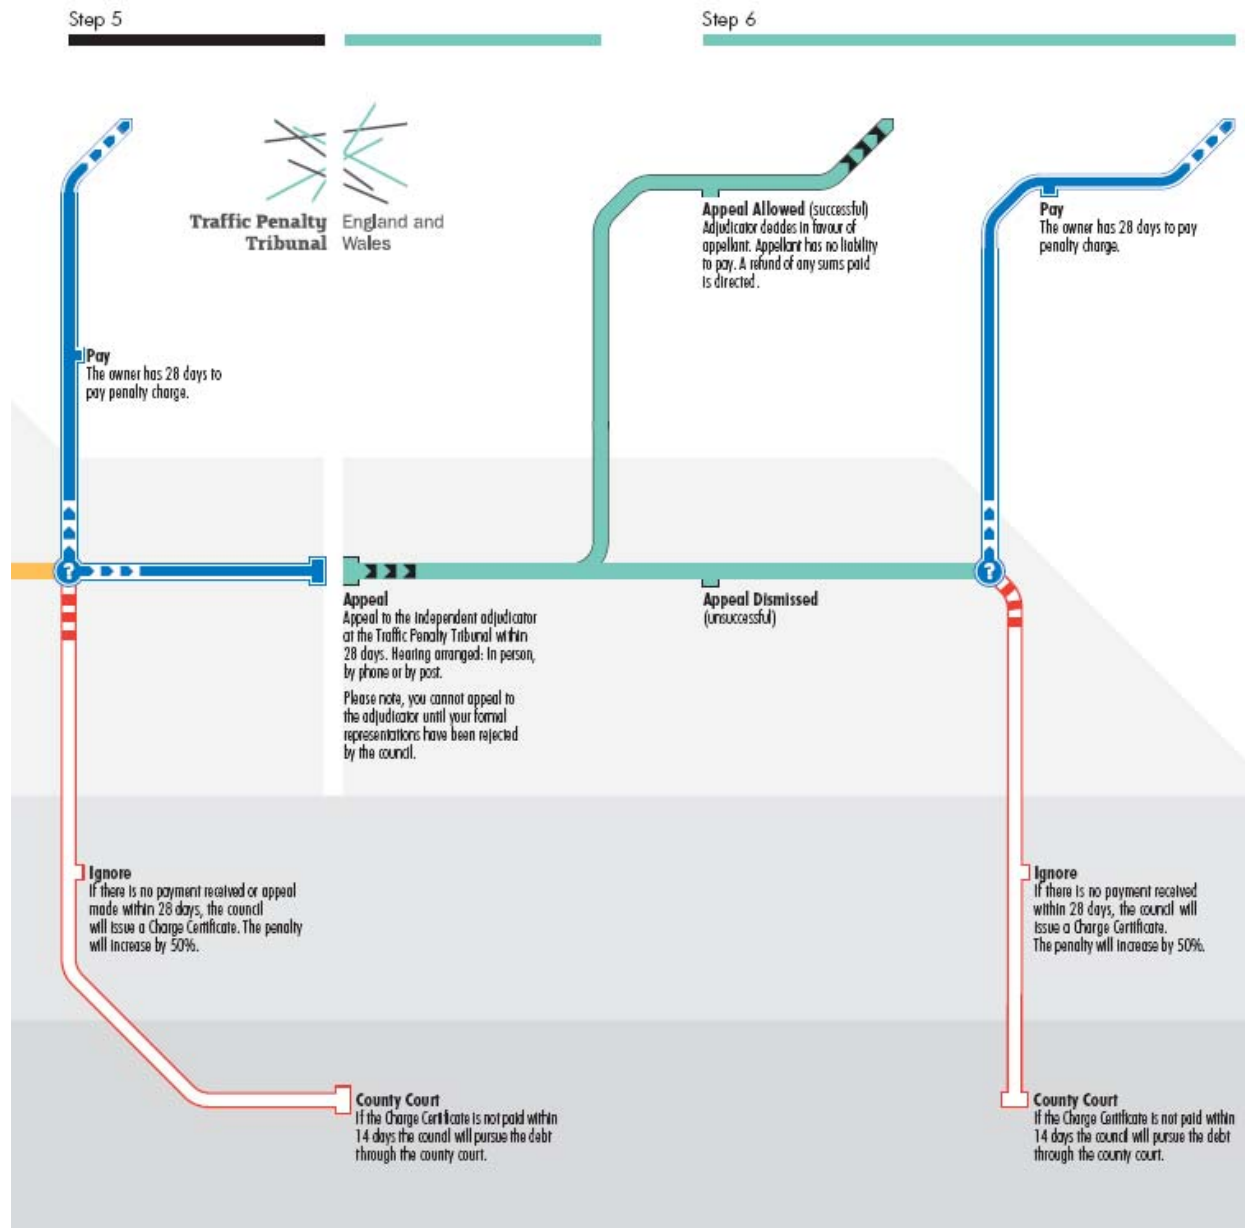 Step 5
Step 6
Traffic Penalty
Tribunal
England and
Wales
Pay
The owner has 28 days to
pay penalty charge.
Appeal Allowed (successful)
Adjudicator decides in favour of
appellant. Appellant has no liability
to pay. A refund of any sums paid
is directed.
Pay
The owner has 28 days to pay
penalty charge.
?
?
Appeal
Appeal to the independent adjudicator
at the Traffic Penalty Tribunal within
28 days. Hearing arranged: in person,
by phone or by post.
Please note, you cannot appeal to
the adjudicator until your formal
representations have been rejected
by the council.
Appeal Dismissed
(unsuccessful)
Ignore
If there is no payment received or appeal
made within 28 days, the council
will issue a Charge Certificate. The penalty
will increase by 50%.
Ignore
If there is no payment received
within 28 days, the council will
issue a Charge Certificate.
The penalty will increase by 50%.
County Court
If the Charge Certificate is not paid within
14 days the council will pursue the debt
through the county court.
County Court
If the Charge Certificate is not paid within
14 days the council will pursue the debt
through the county court.